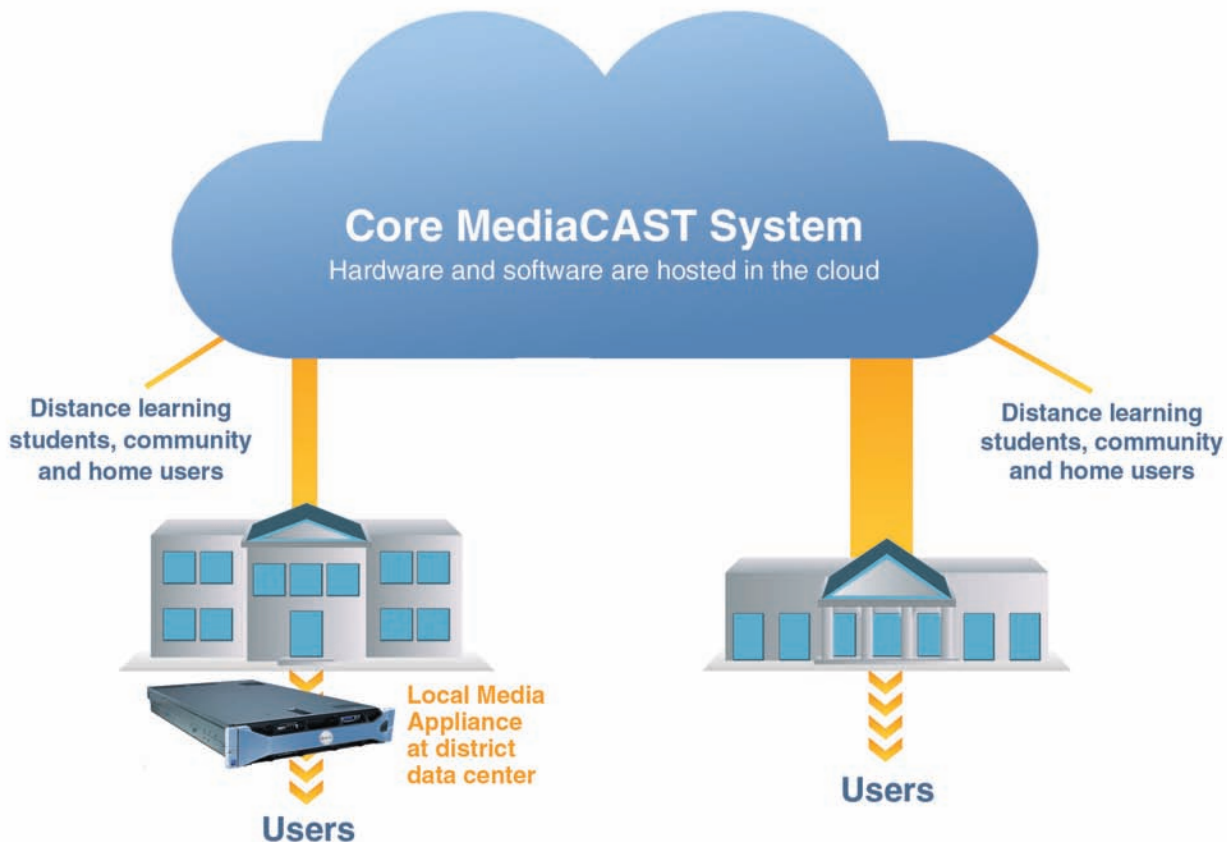 Core MediaCAST System
Hardware and software are hosted in the cloud
Distance learning
students, community
and home users
Distance learning
students, community
and home users
Local Media
Appliance
at district
data center
Users
Users